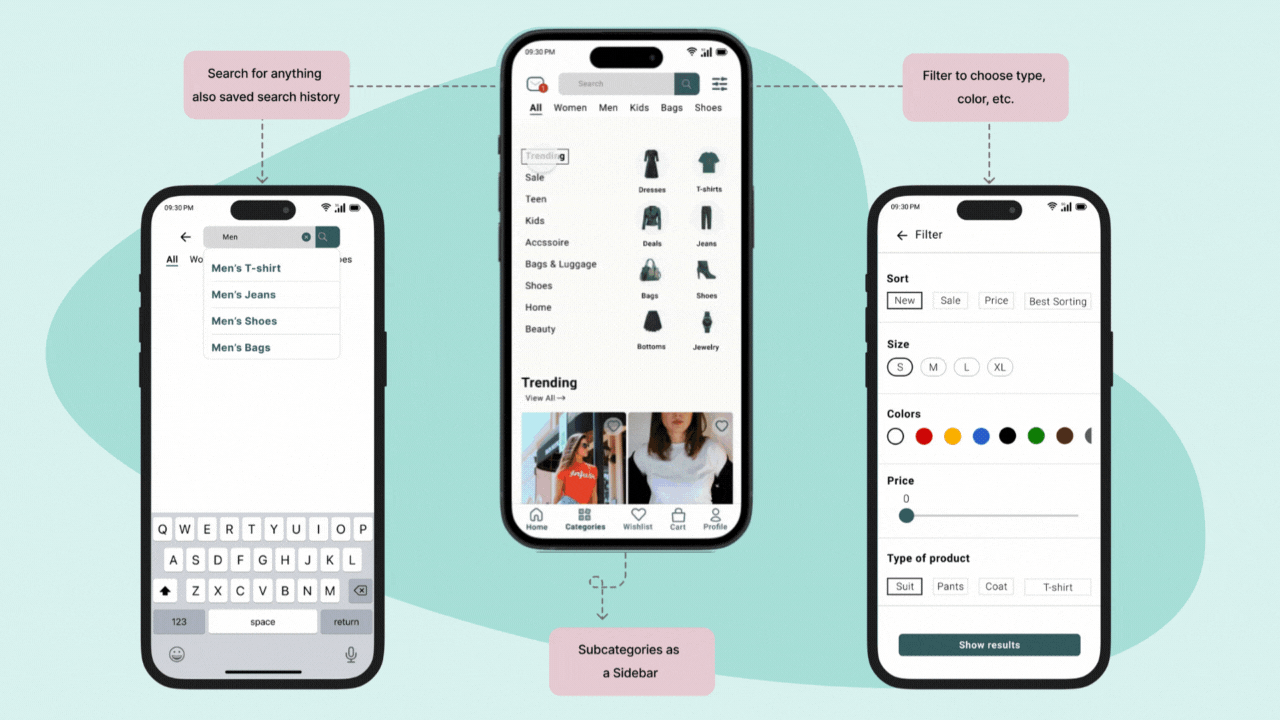 Search for anything
also saved search history
Filter to choose type,
color, etc.
Subcategories as
a Sidebar
09:30 PM
Men
All Wo oes
Men's T-shirt
Men's Jeans
Men's Shoes
Men's Bags
Q W E R T Y U I O P
A S D F G H J K L
Z X C V B N M
123 space return
09:30 PM
1
Search
All Women Men Kids Bags Shoes
Trending
Sale
Teen
Kids
Accssoire
Bags & Luggage
Shoes
Home
Beauty
Dresses T-shirts
Deals Jeans
Bags Shoes
Bottoms Jewelry
Trending
View All
Home Categories Wishlist Cart Profile
09:30 PM
Filter
Sort
New Sale Price Best Sorting
Size
S M L XL
Colors
Price
0
Type of product
Suit Pants Coat T-shirt
Show results